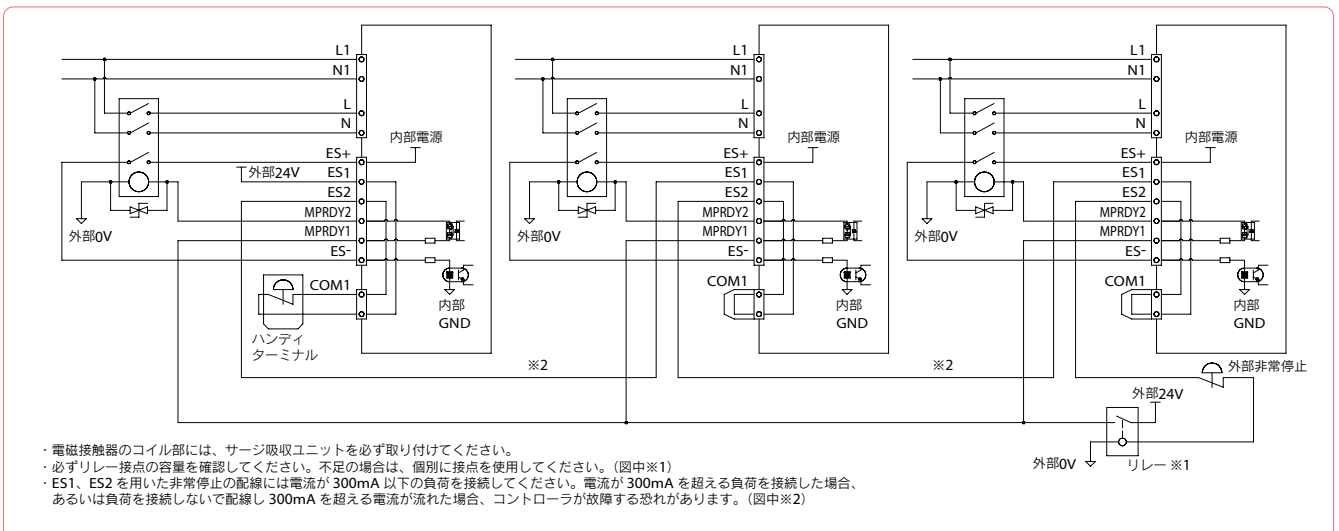 L1
N1
L
N
内部電源
ES+
外部24V
ES1
ES2
MPRDY2
MPRDY1
外部0V
ES-
COM1
内部
GND
ハンディ
ターミナル
※2
L1
N1
L
N
内部電源
ES+
ES1
ES2
MPRDY2
MPRDY1
外部0V
ES-
COM1
内部
GND
※2
L1
N1
L
N
内部電源
ES+
ES1
ES2
MPRDY2
MPRDY1
外部0V
ES-
COM1
内部
GND
外部非常停止
外部24V
外部0V
リレー ※1
・電磁接触器のコイル部には、サージ吸収ユニットを必ず取り付けてください。
・必ずリレー接点の容量を確認してください。不足の場合は、個別に接点を使用してください。（図中※1）
・ES1、ES2 を用いた非常停止の配線には電流が 300mA 以下の負荷を接続してください。電流が 300mA を超える負荷を接続した場合、
あるいは負荷を接続しないで配線し 300mA を超える電流が流れた場合、コントローラが故障する恐れがあります。（図中※2）